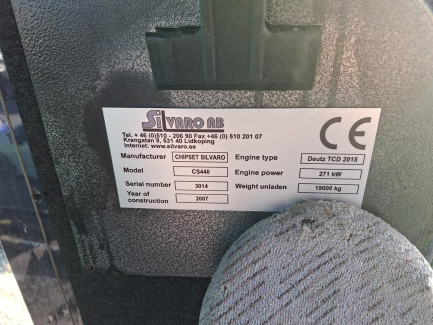 SILVARO AB
Tel. + 46 (0)510 - 206 90 Fax +46 (0) 510 201 07
Krangatan 8, 531 40 Lidkoping
Internet: www.silvaro.se
CE
Manufacturer CHIPSET SILVARO Engine type Deutz TCD 2015
Model CS440 Engine power 271 kW
Serial number 3014 Weight unladen 19000 kg
Year of
construction 2007